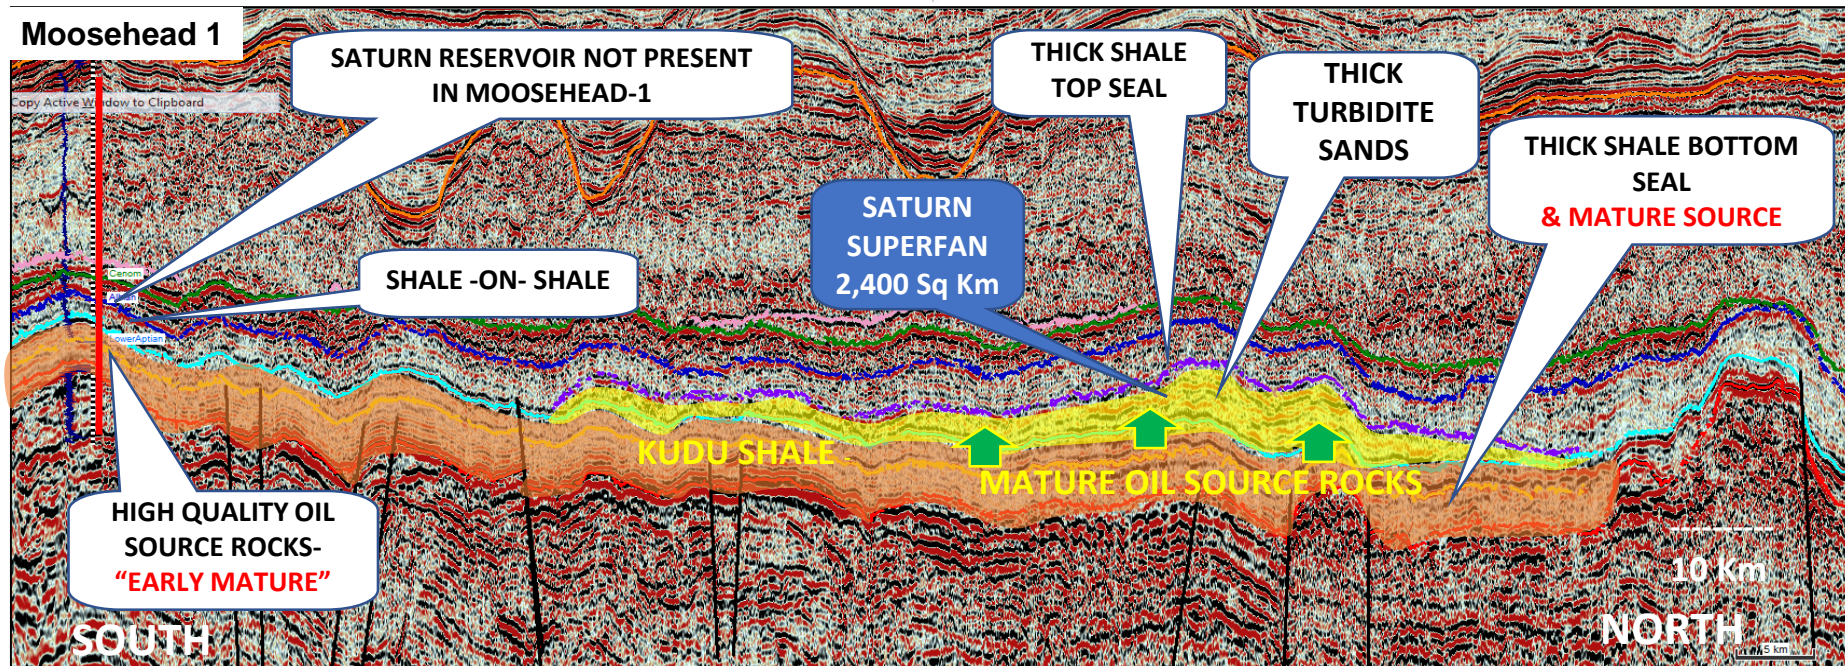 Moosehead 1
Copy Active Window to Clipboard
SATURN RESERVOIR NOT PRESENT
IN MOOSEHEAD-1
THICK SHALE
TOP SEAL
THICK
TURBIDITE
SANDS
THICK SHALE BOTTOM
SEAL
& MATURE SOURCE
SATURN
SUPERFAN
2,400 Sq Km
SHALE -ON- SHALE
Cenom
Albian
LowerAptian
KUDU SHALE -
MATURE OIL SOURCE ROCKS
HIGH QUALITY OIL
SOURCE ROCKS-
“EARLY MATURE”
10 Km
SOUTH
NORTH
5 km